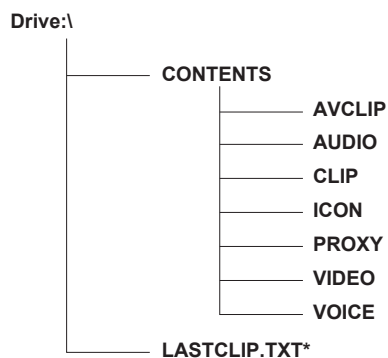 Drive:\
CONTENTS
AVCLIP
AUDIO
CLIP
ICON
PROXY
VIDEO
VOICE
LASTCLIP.TXT*